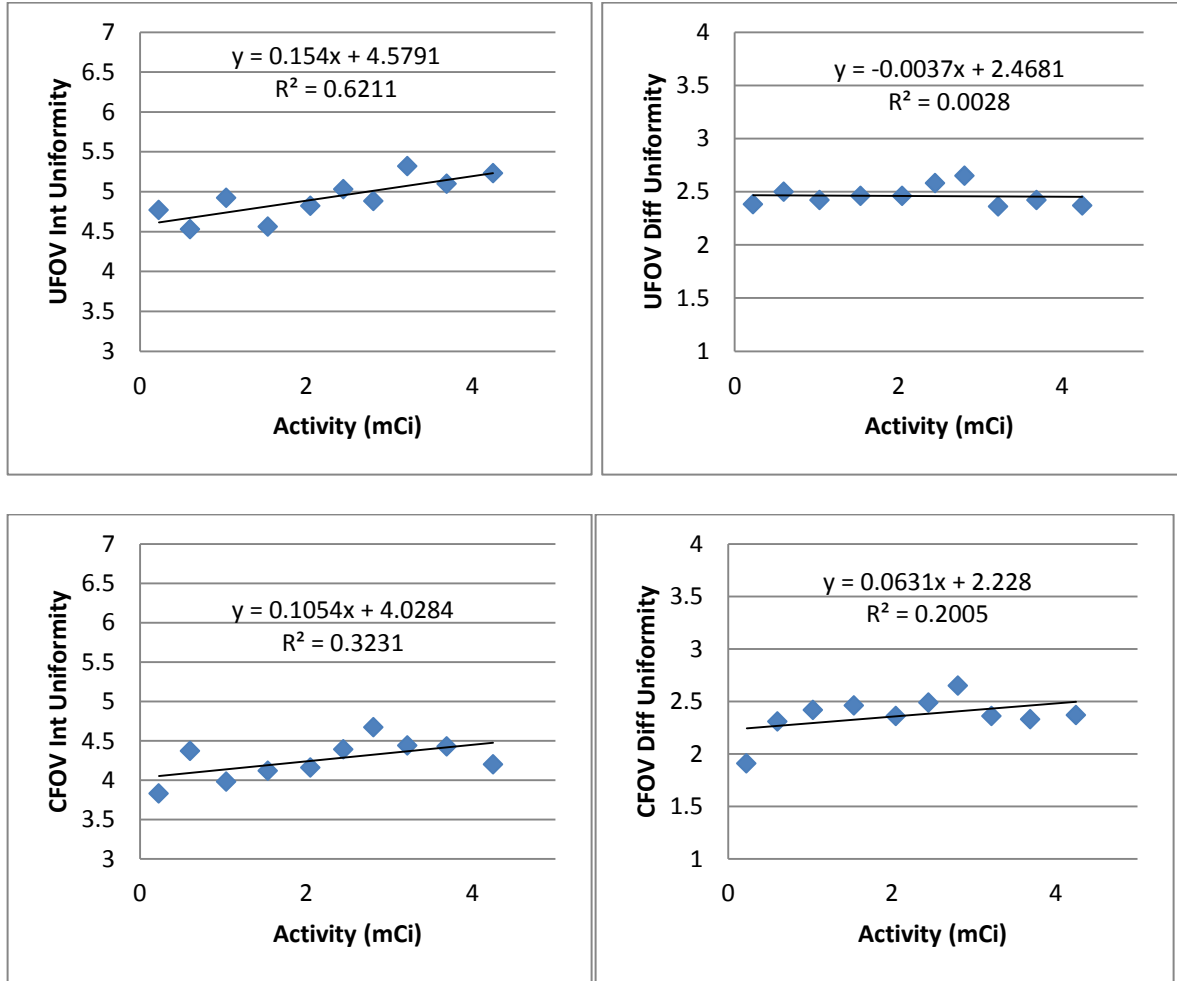 UFOV Int Uniformity
7
6.5
6
5.5
5
4.5
4
3.5
3
y = 0.154x + 4.5791
R² = 0.6211
0 2 4
Activity (mCi)
UFOV Diff Uniformity
4
3.5
3
2.5
2
1.5
1
y = -0.0037x + 2.4681
R² = 0.0028
0 2 4
Activity (mCi)
CFOV Int Uniformity
7
6.5
6
5.5
5
4.5
4
3.5
3
y = 0.1054x + 4.0284
R² = 0.3231
0 2 4
Activity (mCi)
CFOV Diff Uniformity
4
3.5
3
2.5
2
1.5
1
y = 0.0631x + 2.228
R² = 0.2005
0 2 4
Activity (mCi)